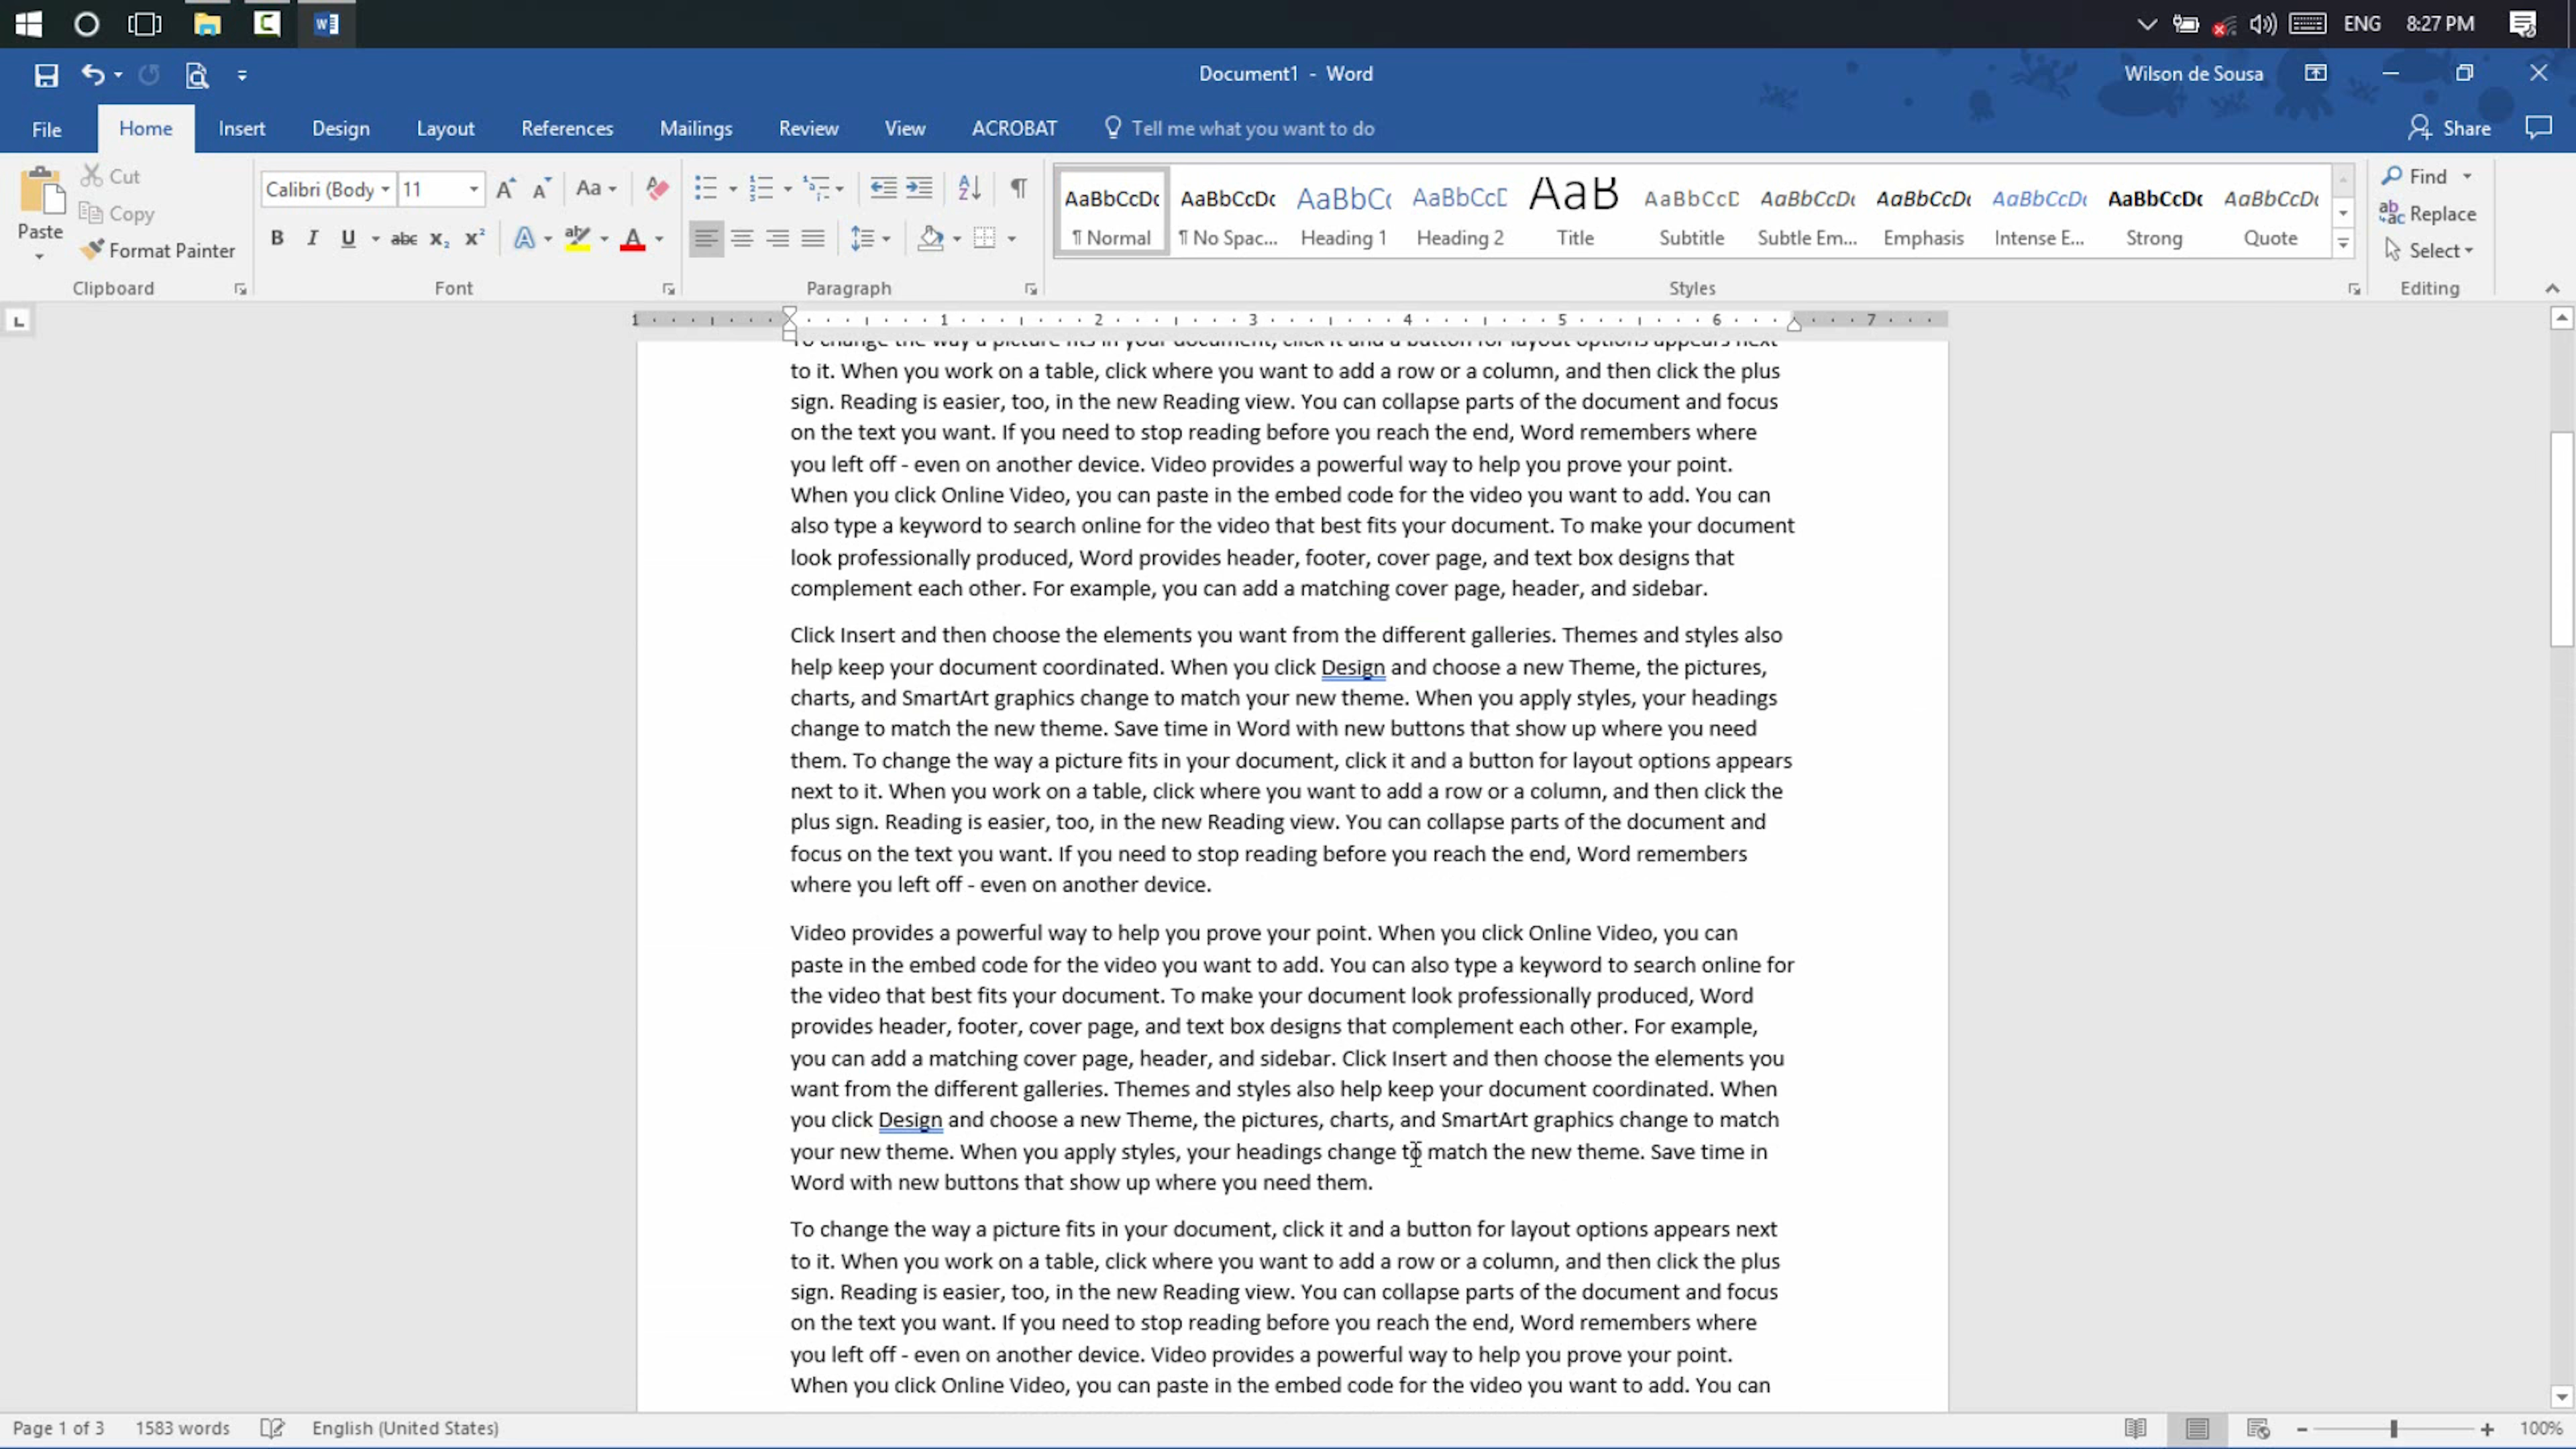 ENG 8:27 PM
Document1 - Word
Wilson de Sousa
File Home Insert Design Layout References Mailings Review View ACROBAT Tell me what you want to do Share
Cut
Copy
Format Painter
Paste
Clipboard
Calibri (Body 11
Font
Paragraph
AaBbCcDc AaBbCcDc AaBbCc AaBbCcD AaB AaBbCcD AaBbCcDc AaBbCcDc AaBbCcDc AaBbCcDc AaBbCcDc
¶ Normal ¶ No Spac... Heading 1 Heading 2 Title Subtitle Subtle Em... Emphasis Intense E... Strong Quote
Styles
Find
Replace
Select
Editing
1 1 2 3 4 5 6 7
To change the way a picture fits in your document, click it and a button for layout options appears next
to it. When you work on a table, click where you want to add a row or a column, and then click the plus
sign. Reading is easier, too, in the new Reading view. You can collapse parts of the document and focus
on the text you want. If you need to stop reading before you reach the end, Word remembers where
you left off - even on another device. Video provides a powerful way to help you prove your point.
When you click Online Video, you can paste in the embed code for the video you want to add. You can
also type a keyword to search online for the video that best fits your document. To make your document
look professionally produced, Word provides header, footer, cover page, and text box designs that
complement each other. For example, you can add a matching cover page, header, and sidebar.
Click Insert and then choose the elements you want from the different galleries. Themes and styles also
help keep your document coordinated. When you click Design and choose a new Theme, the pictures,
charts, and SmartArt graphics change to match your new theme. When you apply styles, your headings
change to match the new theme. Save time in Word with new buttons that show up where you need
them. To change the way a picture fits in your document, click it and a button for layout options appears
next to it. When you work on a table, click where you want to add a row or a column, and then click the
plus sign. Reading is easier, too, in the new Reading view. You can collapse parts of the document and
focus on the text you want. If you need to stop reading before you reach the end, Word remembers
where you left off - even on another device.
Video provides a powerful way to help you prove your point. When you click Online Video, you can
paste in the embed code for the video you want to add. You can also type a keyword to search online for
the video that best fits your document. To make your document look professionally produced, Word
provides header, footer, cover page, and text box designs that complement each other. For example,
you can add a matching cover page, header, and sidebar. Click Insert and then choose the elements you
want from the different galleries. Themes and styles also help keep your document coordinated. When
you click Design and choose a new Theme, the pictures, charts, and SmartArt graphics change to match
your new theme. When you apply styles, your headings change to match the new theme. Save time in
Word with new buttons that show up where you need them.
To change the way a picture fits in your document, click it and a button for layout options appears next
to it. When you work on a table, click where you want to add a row or a column, and then click the plus
sign. Reading is easier, too, in the new Reading view. You can collapse parts of the document and focus
on the text you want. If you need to stop reading before you reach the end, Word remembers where
you left off - even on another device. Video provides a powerful way to help you prove your point.
When you click Online Video, you can paste in the embed code for the video you want to add. You can
Page 1 of 3 1583 words English (United States) 100%